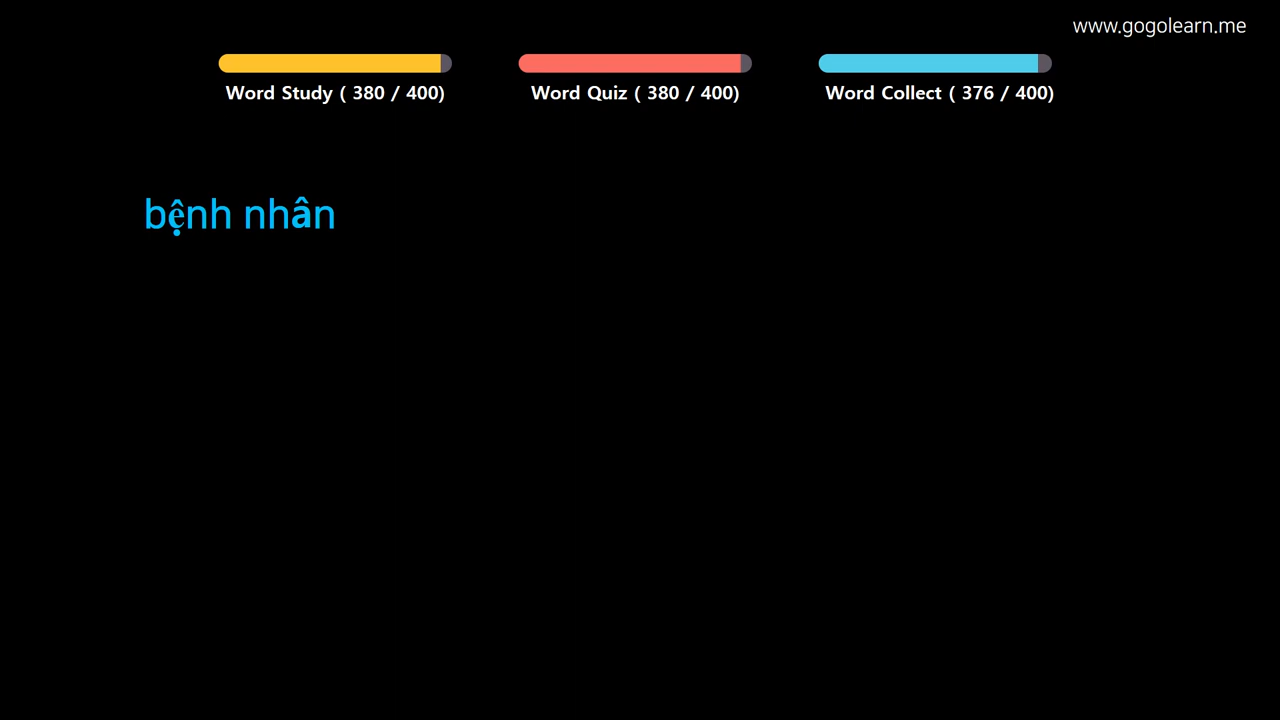 www.gogolearn.me
Word Study ( 380 / 400)
Word Quiz ( 380 / 400)
Word Collect ( 376 / 400)
bệnh nhân